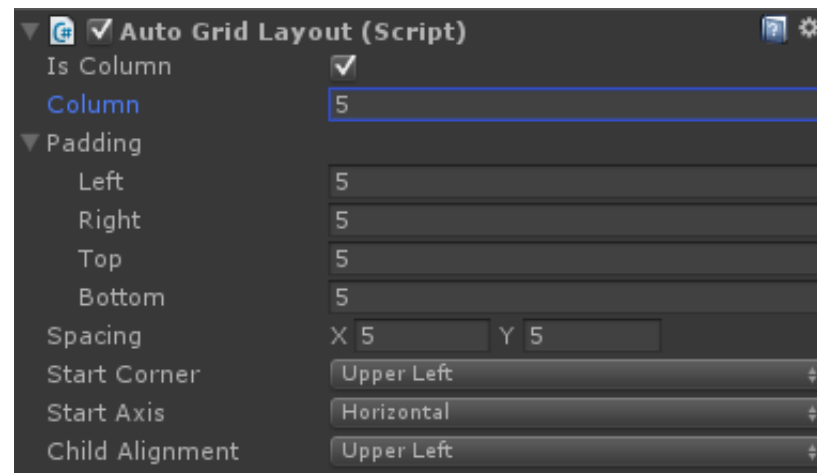 Auto Grid Layout (Script)
Is Column
Column 5
Padding
Left 5
Right 5
Top 5
Bottom 5
Spacing X 5 Y 5
Start Corner Upper Left
Start Axis Horizontal
Child Alignment Upper Left